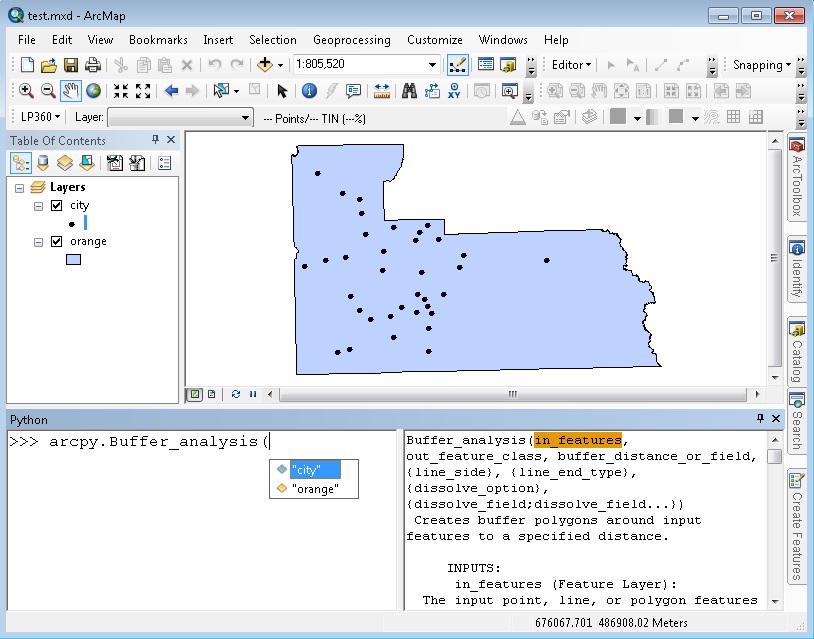 test.mxd - ArcMap
File Edit View Bookmarks Insert Selection Geoprocessing Customize Windows Help
1:805,520 Editor Snapping
LP360 Layer: --- Points/--- TIN (---%)
Table Of Contents
Layers
city
orange
ArcToolbox
Identify
Catalog
Search
Create Features
Python
>>> arcpy.Buffer_analysis(
"city"
"orange"
Buffer_analysis(in_features,
out_feature_class, buffer_distance_or_field,
{line_side}, {line_end_type},
{dissolve_option},
{dissolve_field;dissolve_field...})
Creates buffer polygons around input
features to a specified distance.
INPUTS:
in_features (Feature Layer):
The input point, line, or polygon features
676067.701 486908.02 Meters